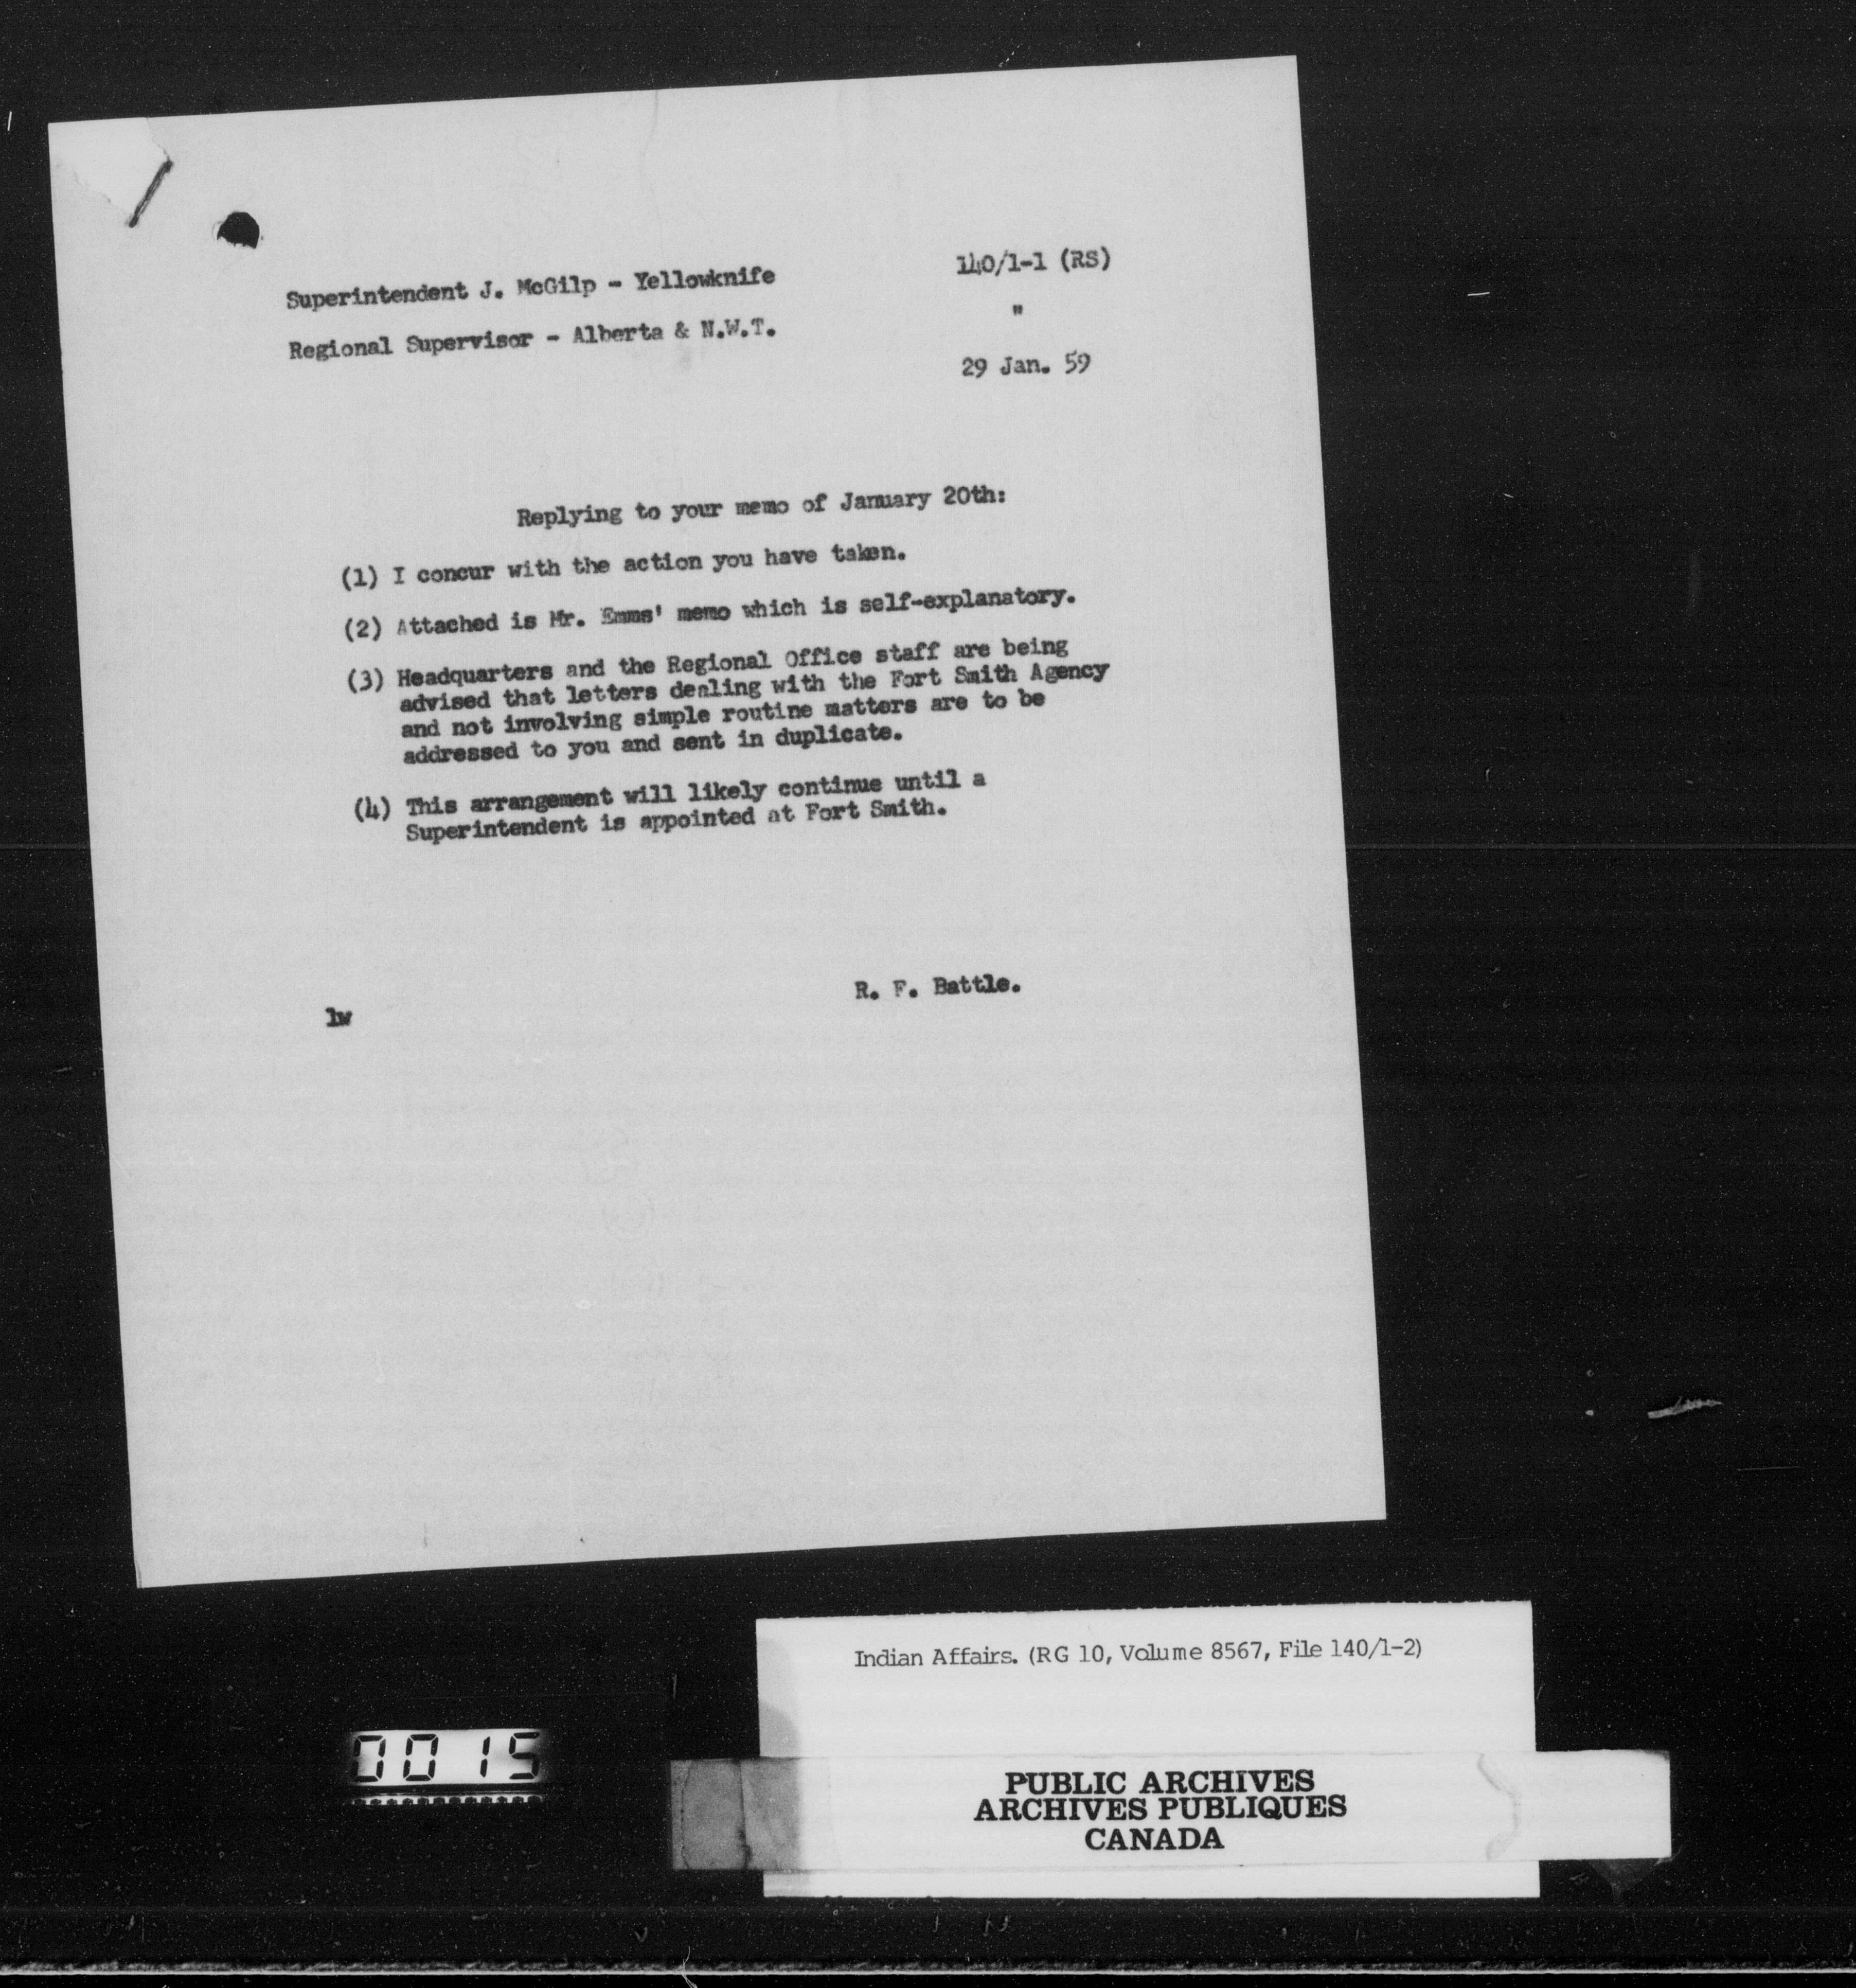 Superintendent J. McGilp - Yellowknife 140/1-1 (RS)
Regional Supervisor - Alberta & N.W.T. "
29 Jan. 59
Replying to your memo of January 20th:
(1) I concur with the action you have taken.
(2) Attached is Mr. Emms' memo which is self-explanatory.
(3) Headquarters and the Regional Office staff are being
advised that letters dealing with the Fort Smith Agency
and not involving simple routine matters are to be
addressed to you and sent in duplicate.
(4) This arrangement will likely continue until a
Superintendent is appointed at Fort Smith.
R. F. Battle.
lw
Indian Affairs. (RG 10, Volume 8567, File 140/1-2)
0015
PUBLIC ARCHIVES
ARCHIVES PUBLIQUES
CANADA